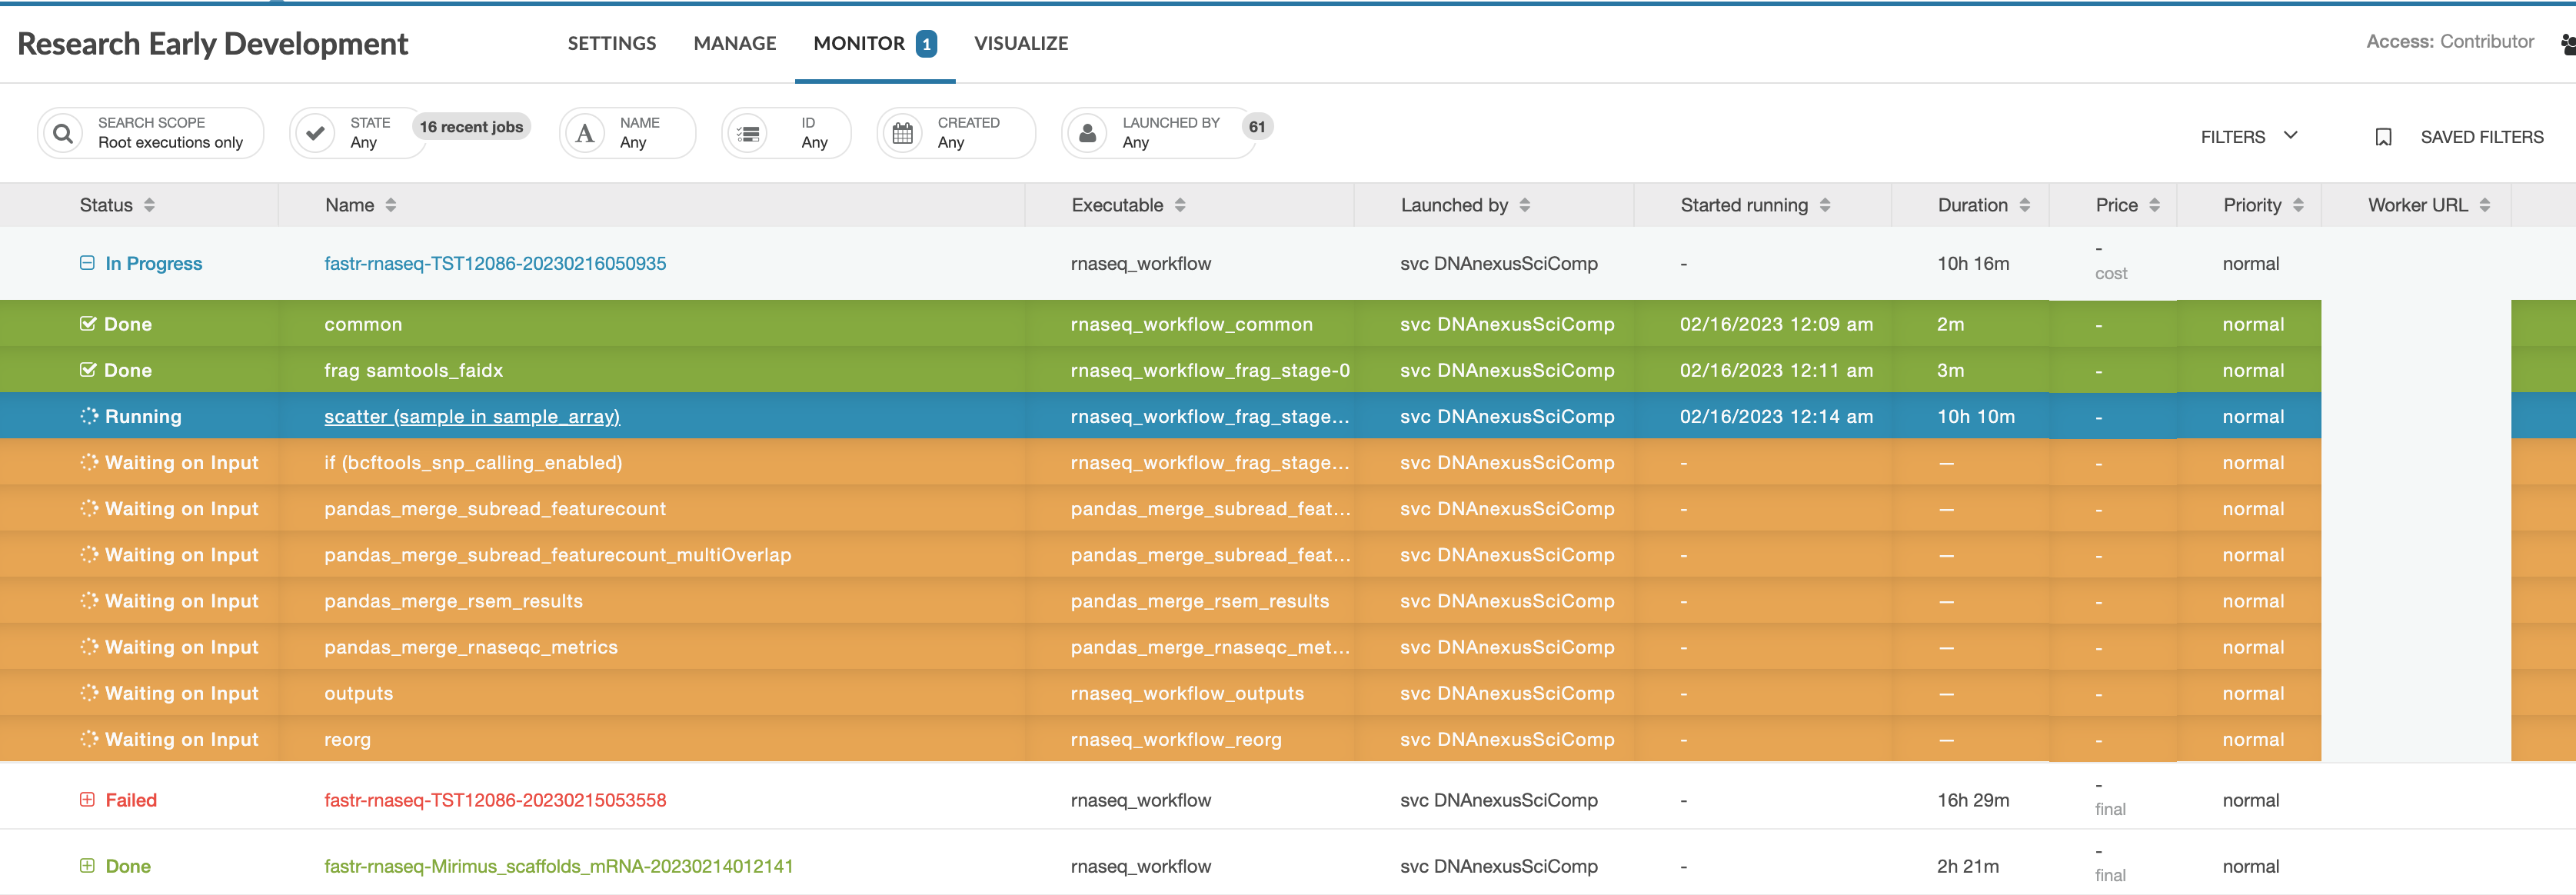 Research Early Development SETTINGS MANAGE MONITOR 1 VISUALIZE Access: Contributor
SEARCH SCOPE
Root executions only
STATE
Any
16 recent jobs
NAME
Any
ID
Any
CREATED
Any
LAUNCHED BY
Any
61
FILTERS SAVED FILTERS
Status Name Executable Launched by Started running Duration Price Priority Worker URL
In Progress fastr-rnaseq-TST12086-20230216050935 rnaseq_workflow svc DNAnexusSciComp - 10h 16m - cost normal
Done common rnaseq_workflow_common svc DNAnexusSciComp 02/16/2023 12:09 am 2m - normal
Done frag samtools_faidx rnaseq_workflow_frag_stage-0 svc DNAnexusSciComp 02/16/2023 12:11 am 3m - normal
Running scatter (sample in sample_array) rnaseq_workflow_frag_stage... svc DNAnexusSciComp 02/16/2023 12:14 am 10h 10m - normal
Waiting on Input if (bcftools_snp_calling_enabled) rnaseq_workflow_frag_stage... svc DNAnexusSciComp - — - normal
Waiting on Input pandas_merge_subread_featurecount pandas_merge_subread_feat... svc DNAnexusSciComp - — - normal
Waiting on Input pandas_merge_subread_featurecount_multiOverlap pandas_merge_subread_feat... svc DNAnexusSciComp - — - normal
Waiting on Input pandas_merge_rsem_results pandas_merge_rsem_results svc DNAnexusSciComp - — - normal
Waiting on Input pandas_merge_rnaseqc_metrics pandas_merge_rnaseqc_met... svc DNAnexusSciComp - — - normal
Waiting on Input outputs rnaseq_workflow_outputs svc DNAnexusSciComp - — - normal
Waiting on Input reorg rnaseq_workflow_reorg svc DNAnexusSciComp - — - normal
Failed fastr-rnaseq-TST12086-20230215053558 rnaseq_workflow svc DNAnexusSciComp - 16h 29m - final normal
Done fastr-rnaseq-Mirimus_scaffolds_mRNA-20230214012141 rnaseq_workflow svc DNAnexusSciComp - 2h 21m - final normal